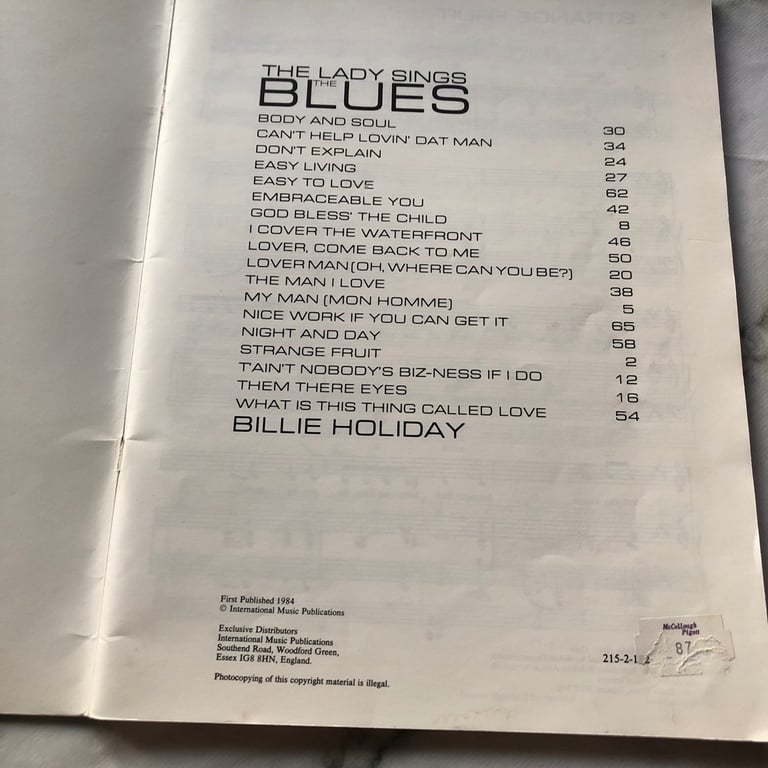 THE LADY SINGS
THE
BLUES
BODY AND SOUL 30
CAN'T HELP LOVIN' DAT MAN 34
DON'T EXPLAIN 24
EASY LIVING 27
EASY TO LOVE 62
EMBRACEABLE YOU 42
GOD BLESS' THE CHILD 8
I COVER THE WATERFRONT 46
LOVER, COME BACK TO ME 50
LOVER MAN (OH, WHERE CAN YOU BE?) 20
THE MAN I LOVE 38
MY MAN (MON HOMME) 5
NICE WORK IF YOU CAN GET IT 65
NIGHT AND DAY 58
STRANGE FRUIT 2
T'AIN'T NOBODY'S BIZ-NESS IF I DO 12
THEM THERE EYES 16
WHAT IS THIS THING CALLED LOVE 54
BILLIE HOLIDAY
First Published 1984
© International Music Publications
Exclusive Distributors
International Music Publications
Southend Road, Woodford Green,
Essex IG8 8HN, England.
Photocopying of this copyright material is illegal.
McCullough
Pigott
87
215-2-1